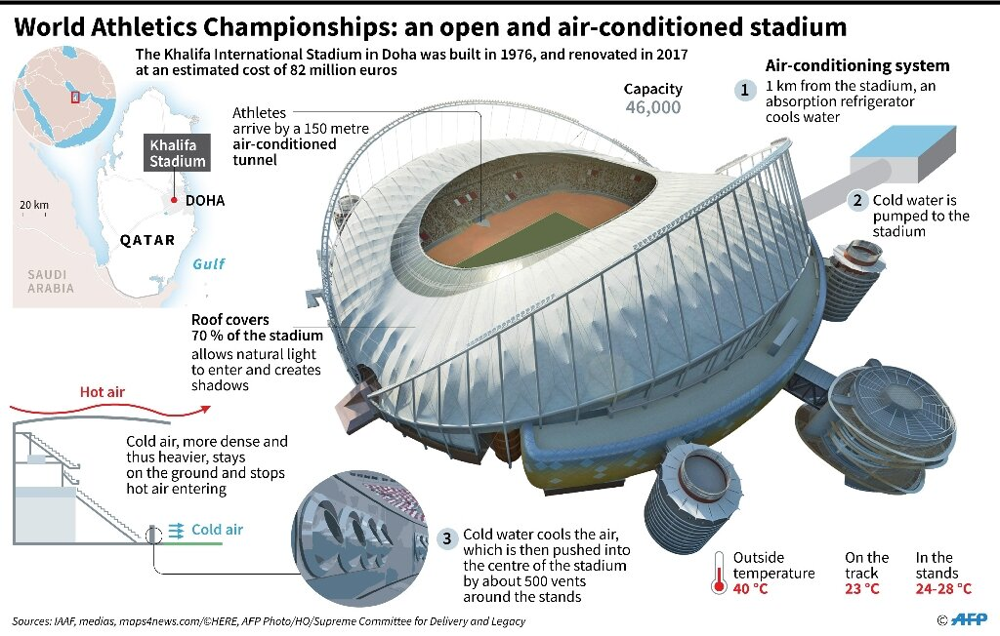 World Athletics Championships: an open and air-conditioned stadium
The Khalifa International Stadium in Doha was built in 1976, and renovated in 2017
at an estimated cost of 82 million euros
Khalifa
Stadium
DOHA
20 km
QATAR
Gulf
SAUDI
ARABIA
Athletes
arrive by a 150 metre
air-conditioned
tunnel
Capacity
46,000
Air-conditioning system
1
1 km from the stadium, an
absorption refrigerator
cools water
2
Cold water is
pumped to the
stadium
Roof covers
70 % of the stadium
allows natural light
to enter and creates
shadows
Hot air
Cold air, more dense and
thus heavier, stays
on the ground and stops
hot air entering
Cold air
3
Cold water cools the air,
which is then pushed into
the centre of the stadium
by about 500 vents
around the stands
Outside
temperature
40 °C
On the
track
23 °C
In the
stands
24-28 °C
Sources: IAAF, medias, maps4news.com/©HERE, AFP Photo/HO/Supreme Committee for Delivery and Legacy
© AFP